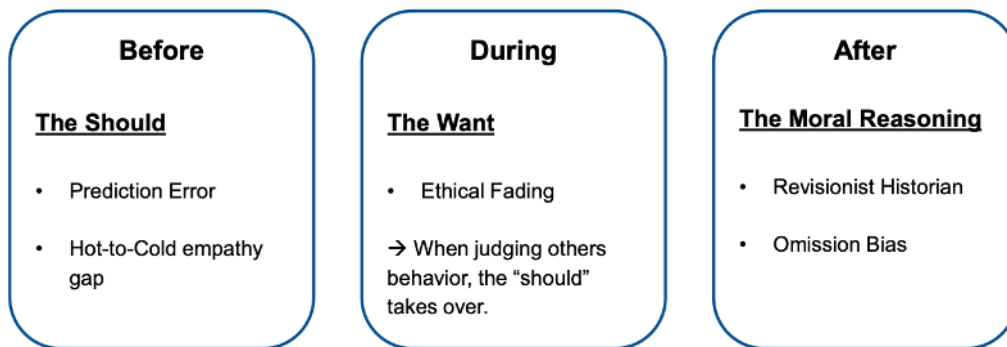 Before
The Should
• Prediction Error
• Hot-to-Cold empathy
gap
During
The Want
• Ethical Fading
→ When judging others
behavior, the “should”
takes over.
After
The Moral Reasoning
• Revisionist Historian
• Omission Bias